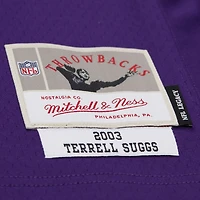 THROWBACKS
NFL
NOSTALGIA CO.
Mitchell & Ness
PHILADELPHIA, PA.
NFL LEGACY
2003
TERRELL SUGGS